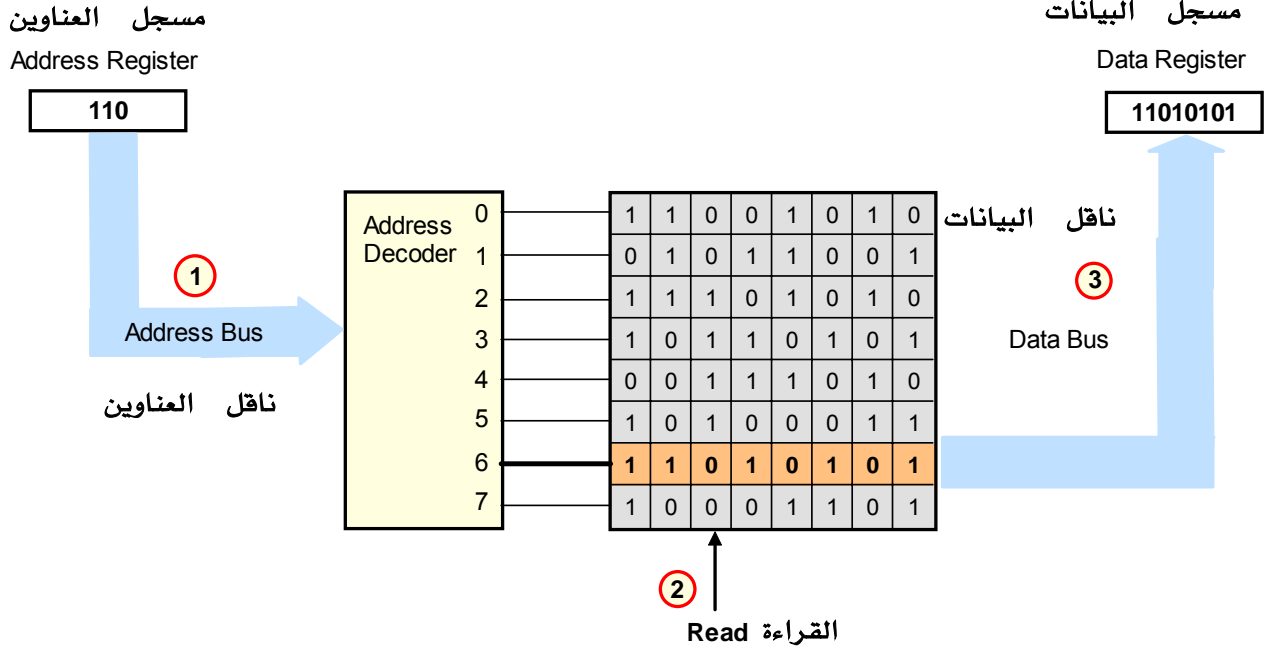 مسجل العناوين
Address Register
110
مسجل البيانات
Data Register
11010101
1
Address Bus
ناقل العناوين
Address
Decoder
0 1 1 0 0 1 0 1 0
1 0 1 0 1 1 0 0 1
2 1 1 1 0 1 0 1 0
3 1 0 1 1 0 1 0 1
4 0 0 1 1 1 0 1 0
5 1 0 1 0 0 0 1 1
6 1 1 0 1 0 1 0 1
7 1 0 0 0 1 1 0 1
ناقل البيانات
3
Data Bus
2
القراءة Read